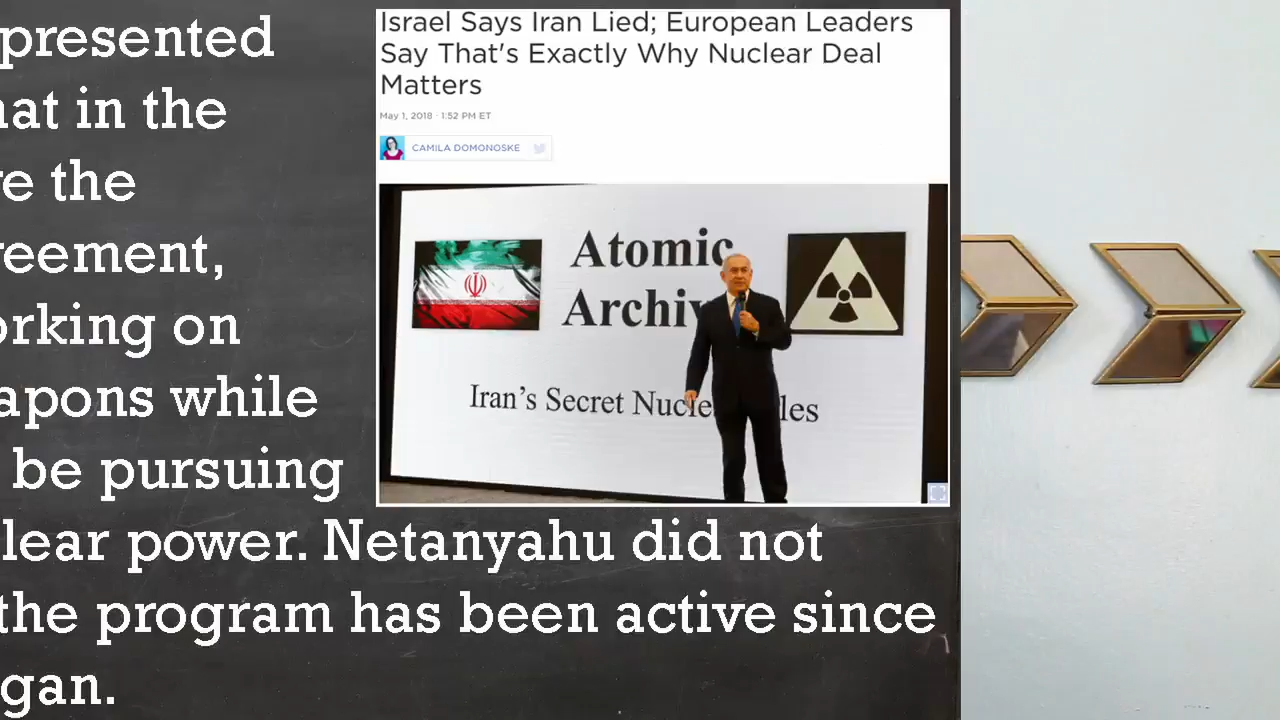 presented
Israel Says Iran Lied; European Leaders
Say That's Exactly Why Nuclear Deal
Matters
May 1, 2018 · 1:52 PM ET
CAMILA DOMONOSKE
hat in the
re the
reement,
orking on
apons while
be pursuing
Atomic
Archiv
Iran's Secret Nucle les
lear power. Netanyahu did not
the program has been active since
gan.